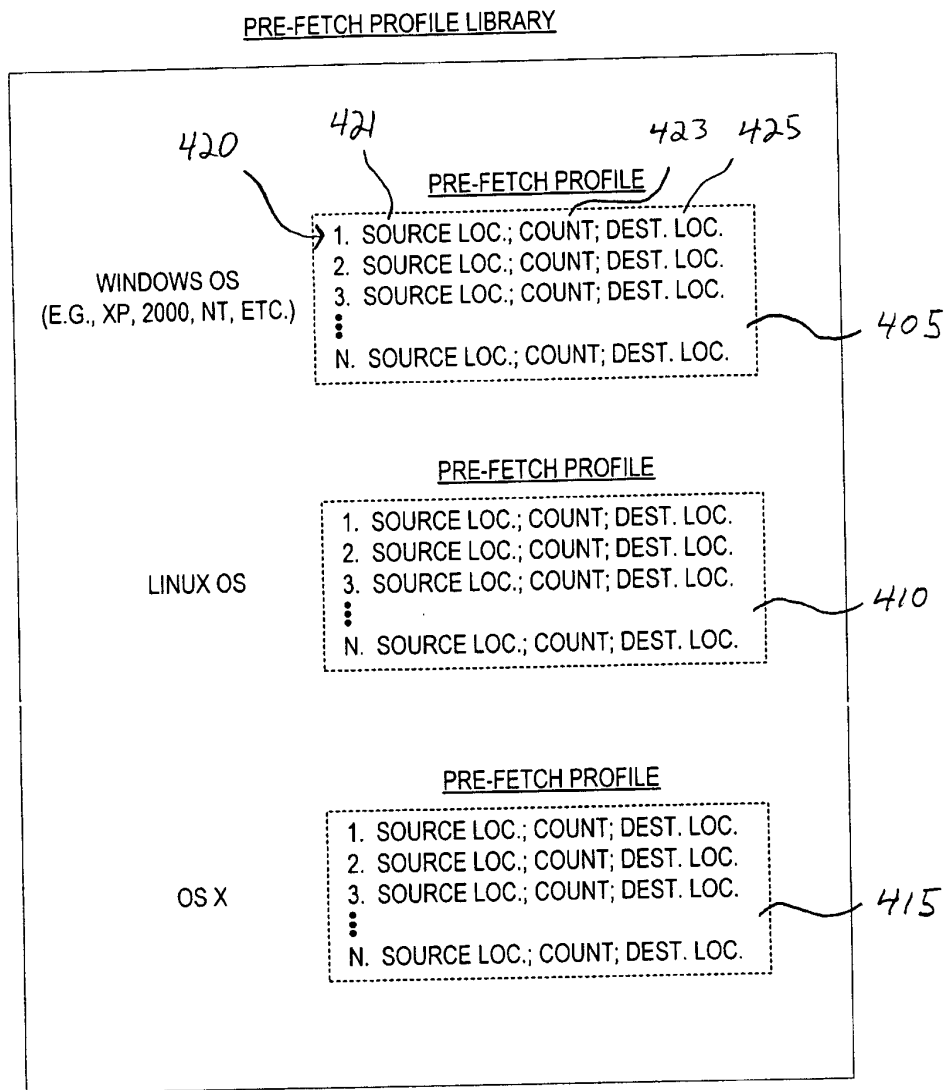 PRE-FETCH PROFILE LIBRARY
420
421
423
425
PRE-FETCH PROFILE
1. SOURCE LOC.; COUNT; DEST. LOC.
2. SOURCE LOC.; COUNT; DEST. LOC.
3. SOURCE LOC.; COUNT; DEST. LOC.
N. SOURCE LOC.; COUNT; DEST. LOC.
WINDOWS OS
(E.G., XP, 2000, NT, ETC.)
405
PRE-FETCH PROFILE
1. SOURCE LOC.; COUNT; DEST. LOC.
2. SOURCE LOC.; COUNT; DEST. LOC.
3. SOURCE LOC.; COUNT; DEST. LOC.
N. SOURCE LOC.; COUNT; DEST. LOC.
LINUX OS
410
PRE-FETCH PROFILE
1. SOURCE LOC.; COUNT; DEST. LOC.
2. SOURCE LOC.; COUNT; DEST. LOC.
3. SOURCE LOC.; COUNT; DEST. LOC.
N. SOURCE LOC.; COUNT; DEST. LOC.
OS X
415